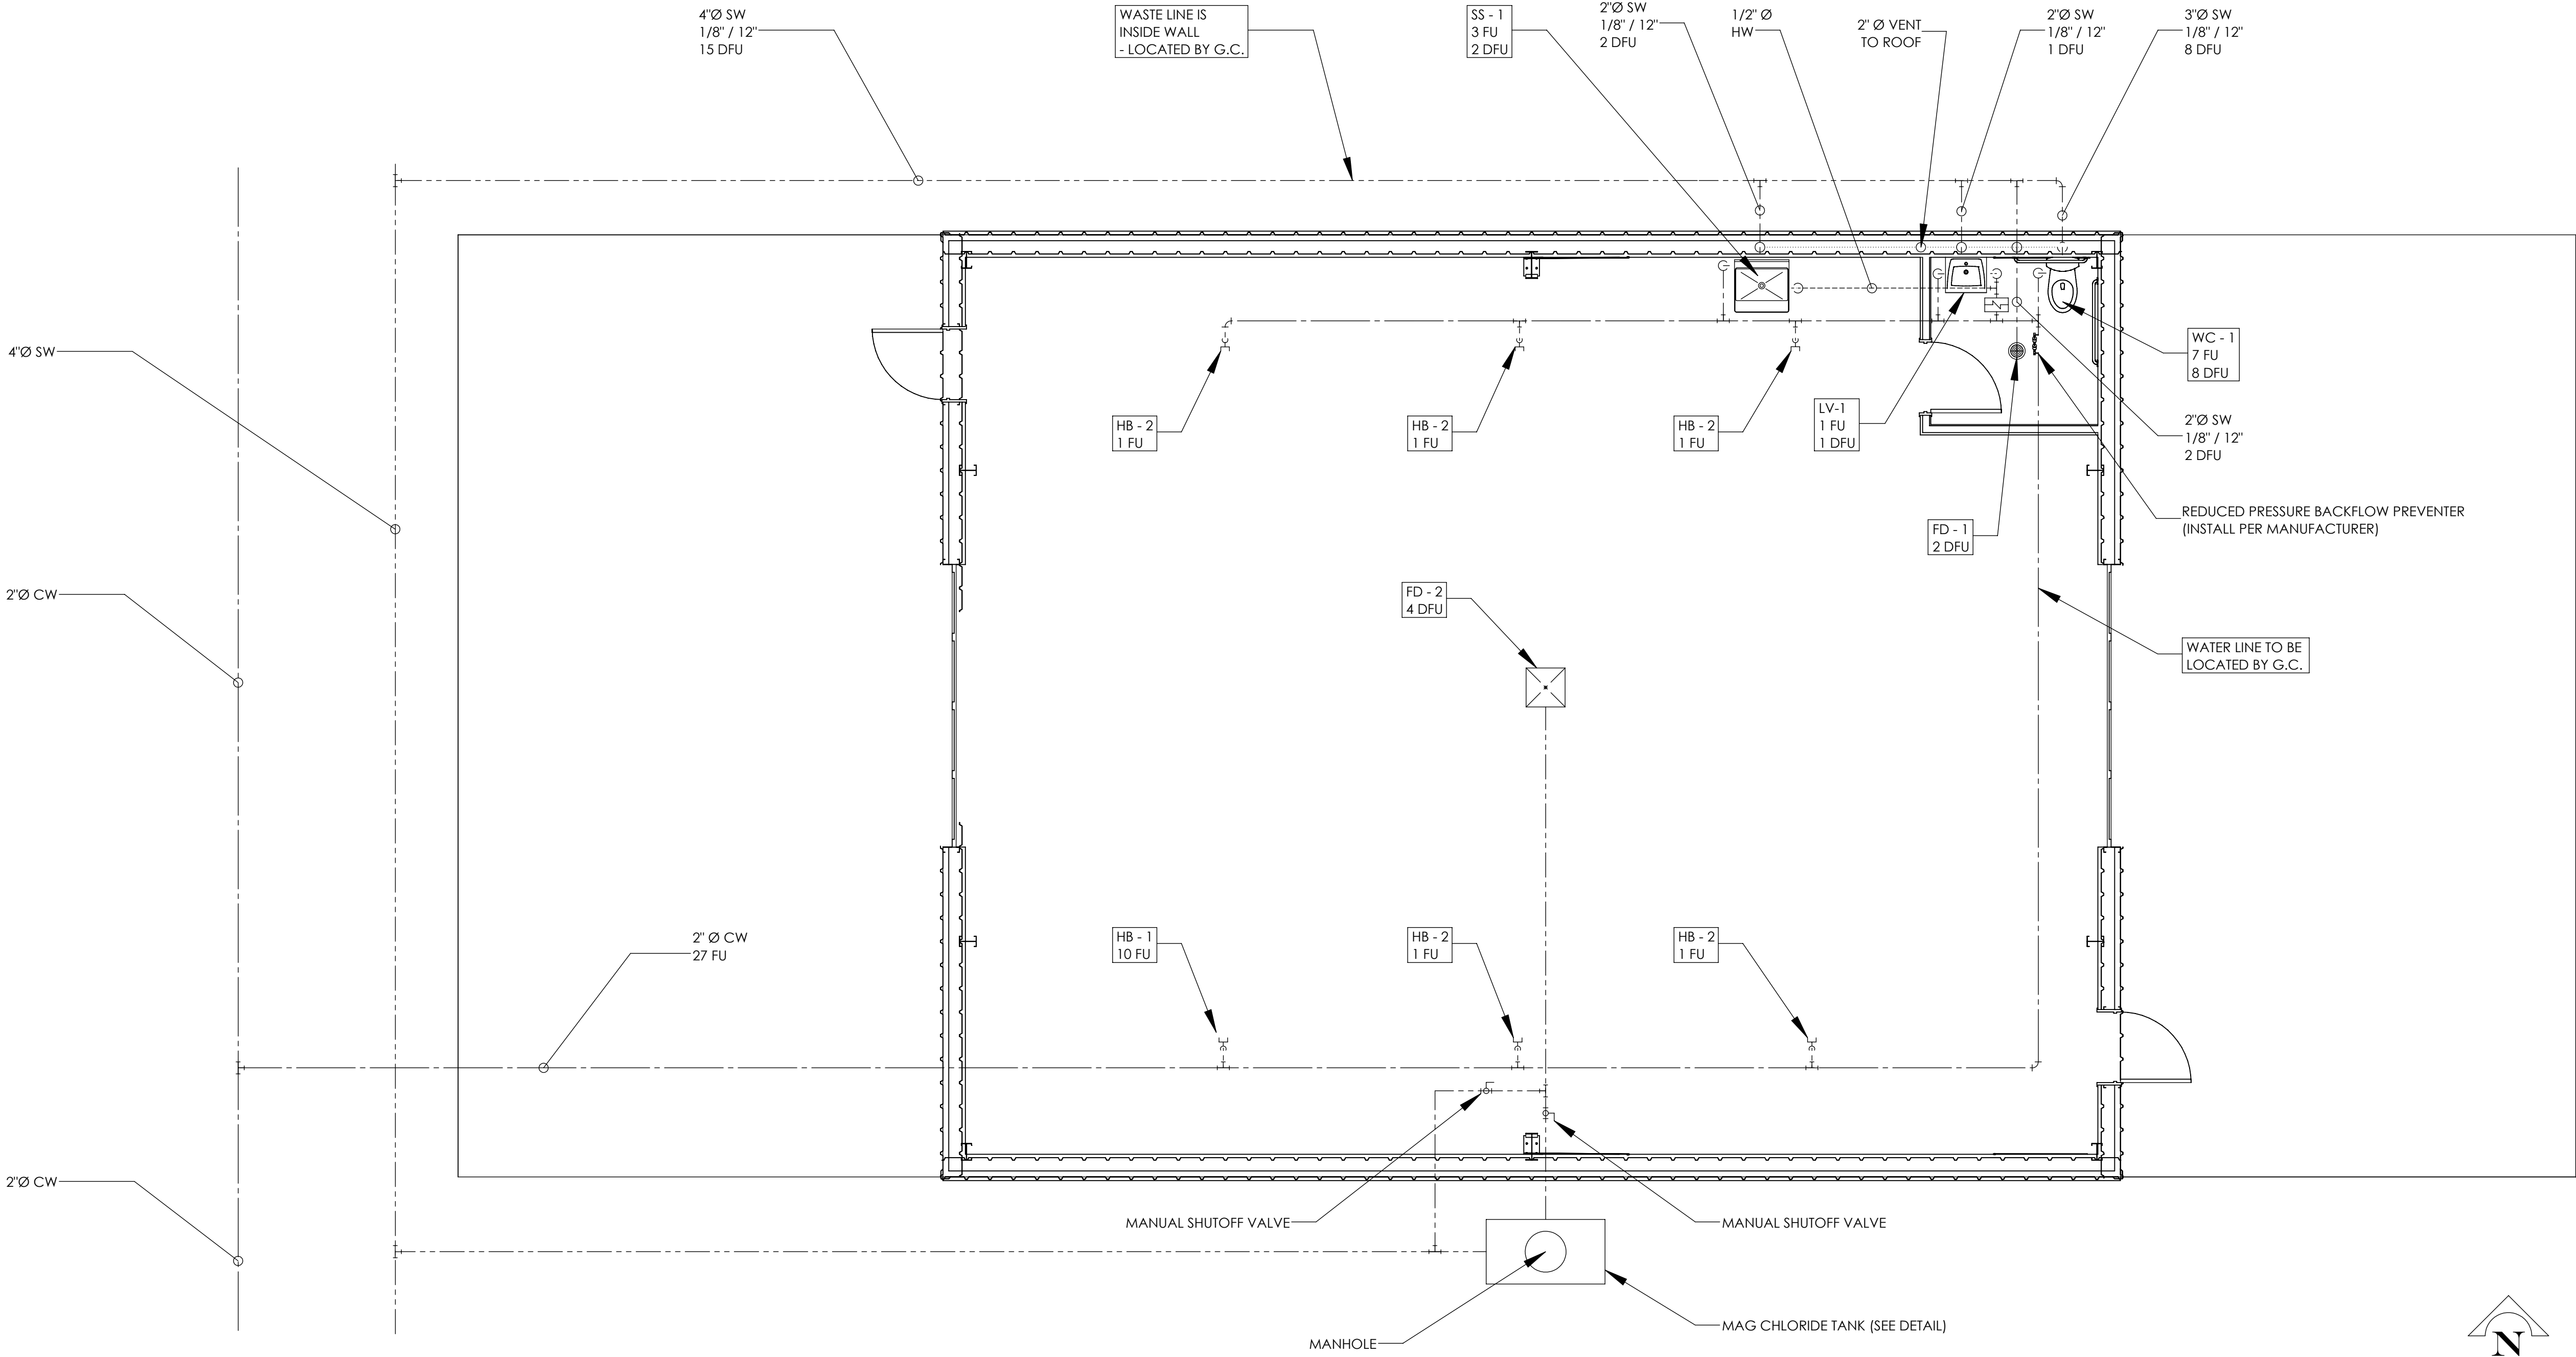 4"Ø SW
1/8" / 12"
15 DFU
WASTE LINE IS
INSIDE WALL
- LOCATED BY G.C.
SS - 1
3 FU
2 DFU
2"Ø SW
1/8" / 12"
2 DFU
1/2" Ø
HW
2" Ø VENT
TO ROOF
2"Ø SW
1/8" / 12"
1 DFU
3"Ø SW
1/8" / 12"
8 DFU
4"Ø SW
WC - 1
7 FU
8 DFU
HB - 2
1 FU
HB - 2
1 FU
HB - 2
1 FU
LV-1
1 FU
1 DFU
2"Ø SW
1/8" / 12"
2 DFU
REDUCED PRESSURE BACKFLOW PREVENTER
(INSTALL PER MANUFACTURER)
FD - 1
2 DFU
2"Ø CW
FD - 2
4 DFU
WATER LINE TO BE
LOCATED BY G.C.
2" Ø CW
27 FU
HB - 1
10 FU
HB - 2
1 FU
HB - 2
1 FU
2"Ø CW
MANUAL SHUTOFF VALVE
MANUAL SHUTOFF VALVE
MAG CHLORIDE TANK (SEE DETAIL)
MANHOLE
N